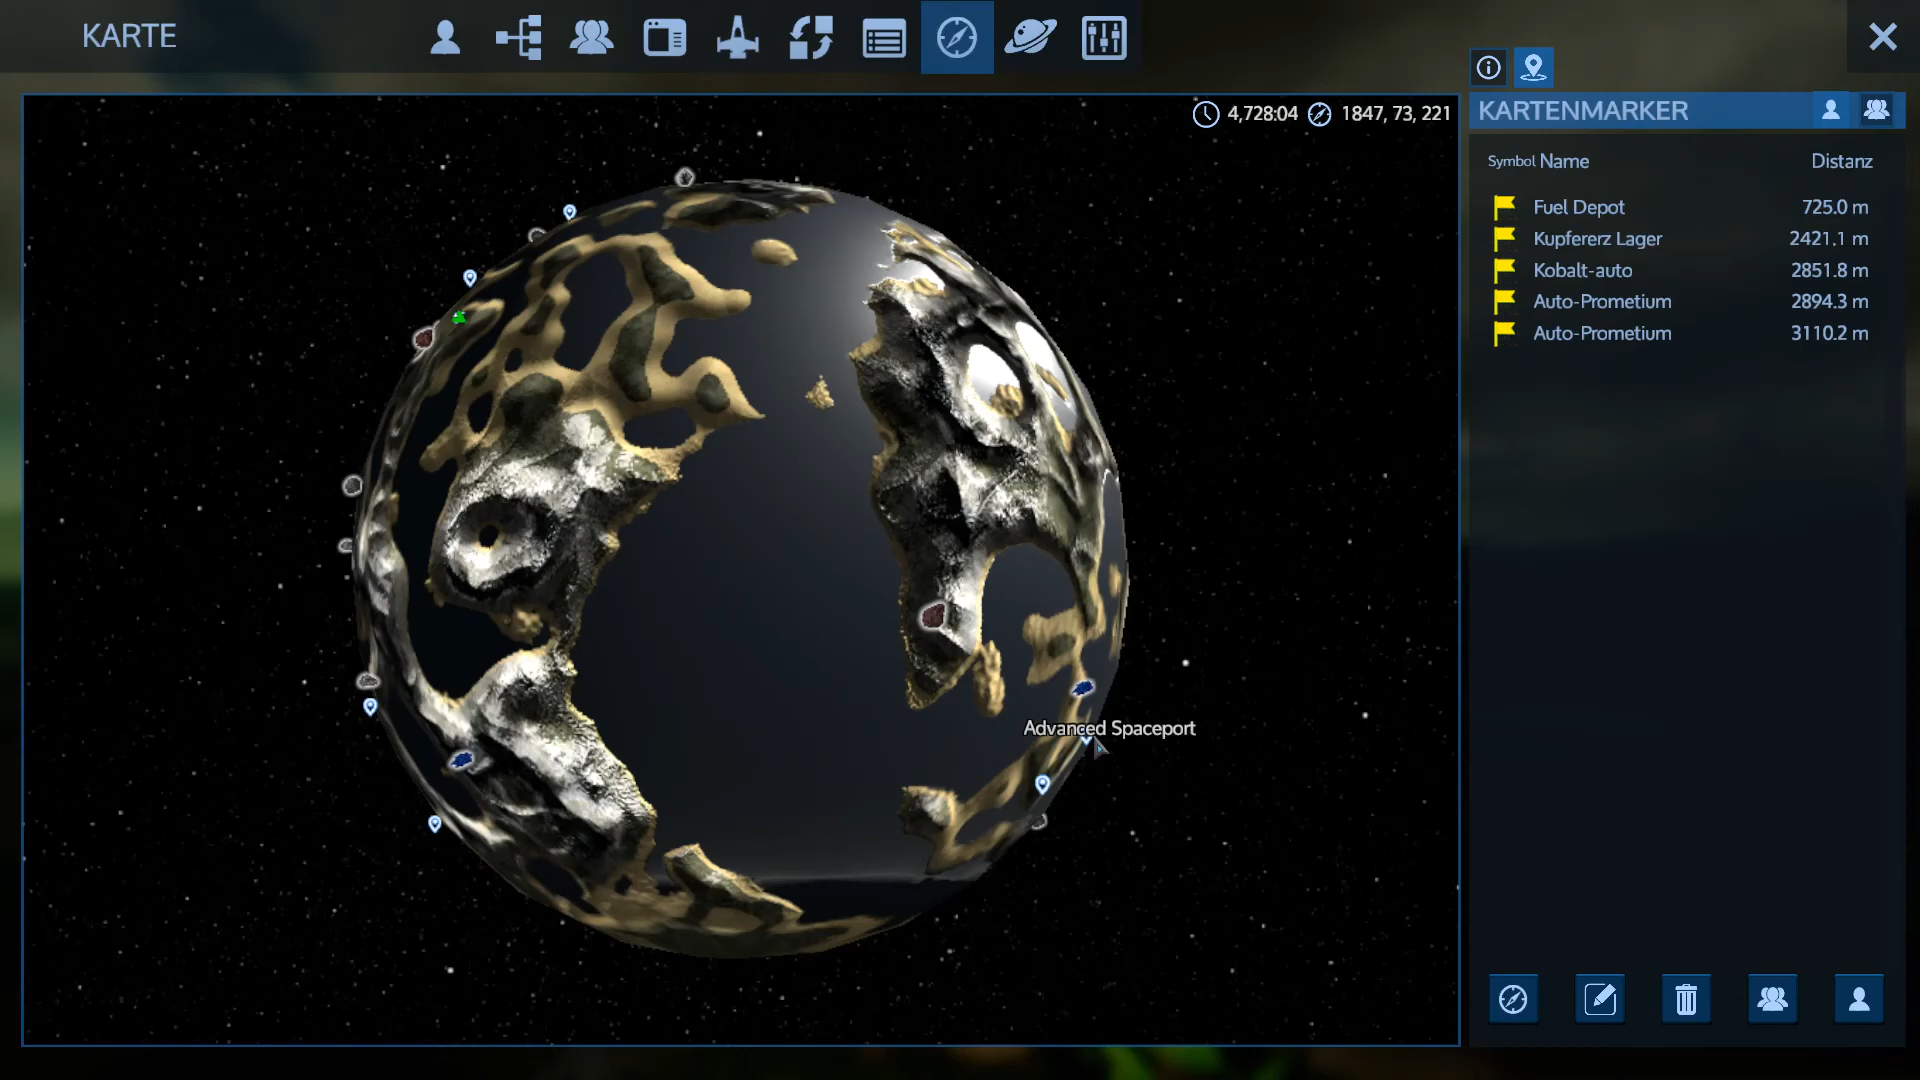 KARTE
4,728:04 1847, 73, 221
KARTENMARKER
Symbol Name Distanz
Fuel Depot 725.0 m
Kupfererz Lager 2421.1 m
Kobalt-auto 2851.8 m
Auto-Prometium 2894.3 m
Auto-Prometium 3110.2 m
Advanced Spaceport